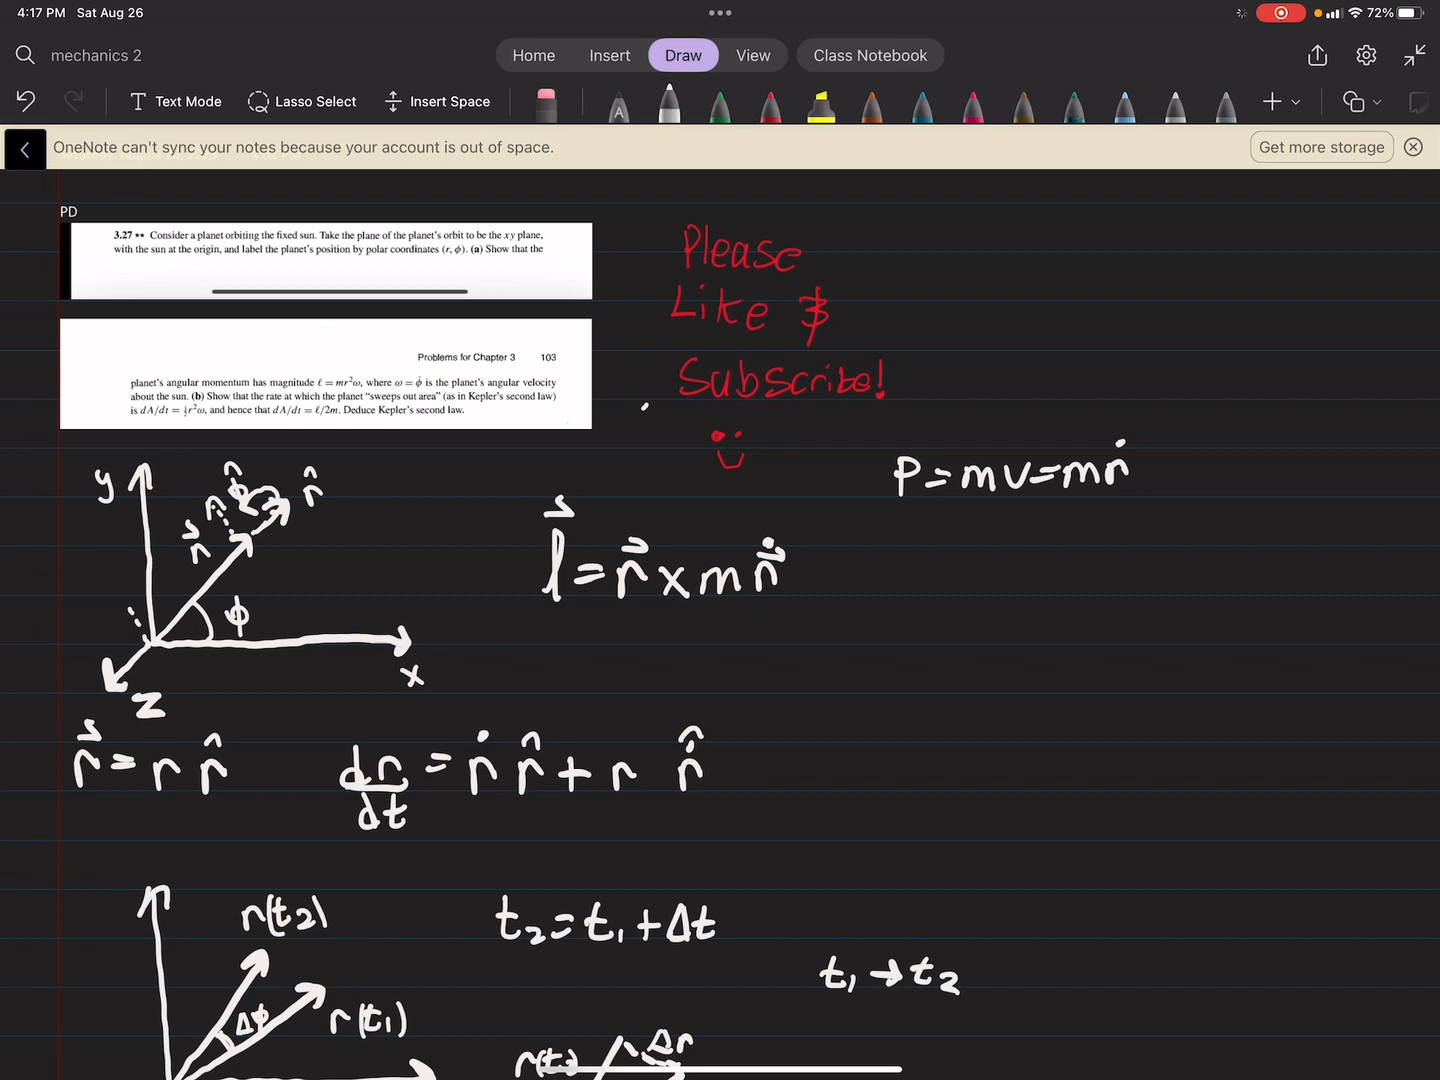 4:17 PM Sat Aug 26
72%
mechanics 2
Home Insert Draw View Class Notebook
Text Mode Lasso Select Insert Space
A
OneNote can't sync your notes because your account is out of space.
Get more storage
PD
3.27 ** Consider a planet orbiting the fixed sun. Take the plane of the planet's orbit to be the xy plane,
with the sun at the origin, and label the planet's position by polar coordinates (r, ϕ). (a) Show that the
Problems for Chapter 3 103
planet's angular momentum has magnitude ℓ = mr²ω, where ω = ϕ̇ is the planet's angular velocity
about the sun. (b) Show that the rate at which the planet "sweeps out area" (as in Kepler's second law)
is dA/dt = ½r²ω, and hence that dA/dt = ℓ/2m. Deduce Kepler's second law.
Please
Like &
Subscribe!
P = mv = mṙ
y
ϕ̂
r̂
r⃗
ϕ
x
z
l⃗ = r⃗ x m r⃗̇
r⃗ = r r̂
dr/dt = ṙ r̂ + r r̂̇
r(t2)
t2 = t1 + Δt
t1 → t2
Δϕ
r(t1)
Δr